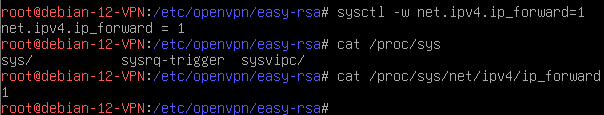 root@debian-12-VPN:/etc/openvpn/easy-rsa# sysctl -w net.ipv4.ip_forward=1
net.ipv4.ip_forward = 1
root@debian-12-VPN:/etc/openvpn/easy-rsa# cat /proc/sys
sys/           sysrq-trigger  sysvipc/
root@debian-12-VPN:/etc/openvpn/easy-rsa# cat /proc/sys/net/ipv4/ip_forward
1
root@debian-12-VPN:/etc/openvpn/easy-rsa#